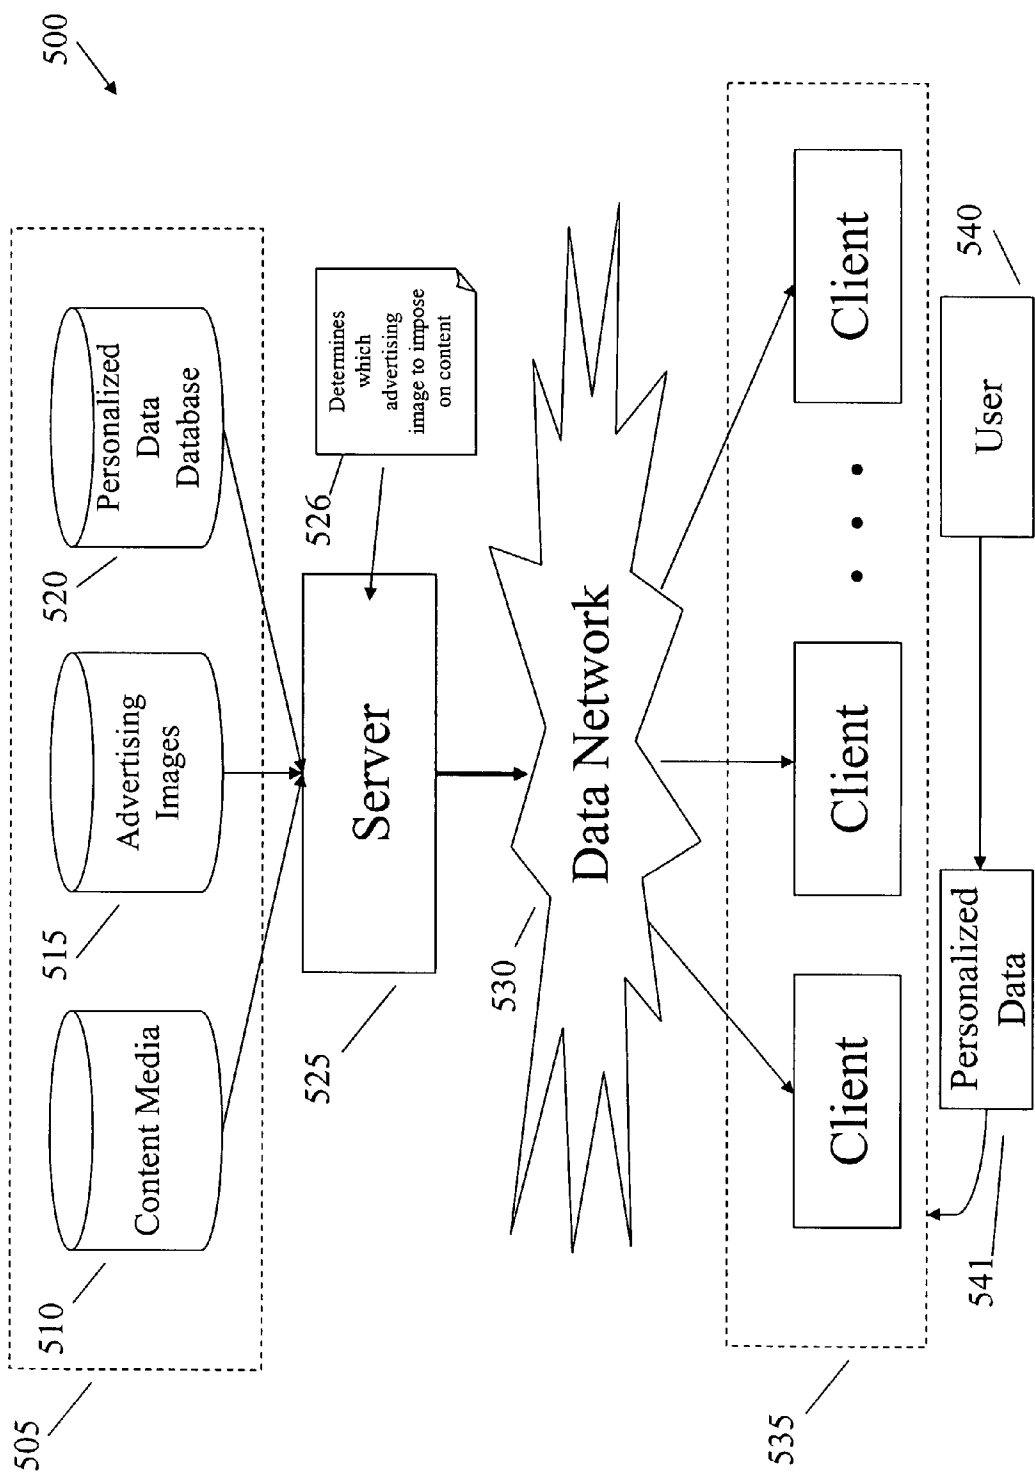 500
505
510
Content Media
515
Advertising
Images
520
Personalized
Data
Database
525
Server
526
Determines
which
advertising
image to impose
on content
530
Data Network
535
Client
Client
Client
540
User
541
Personalized
Data